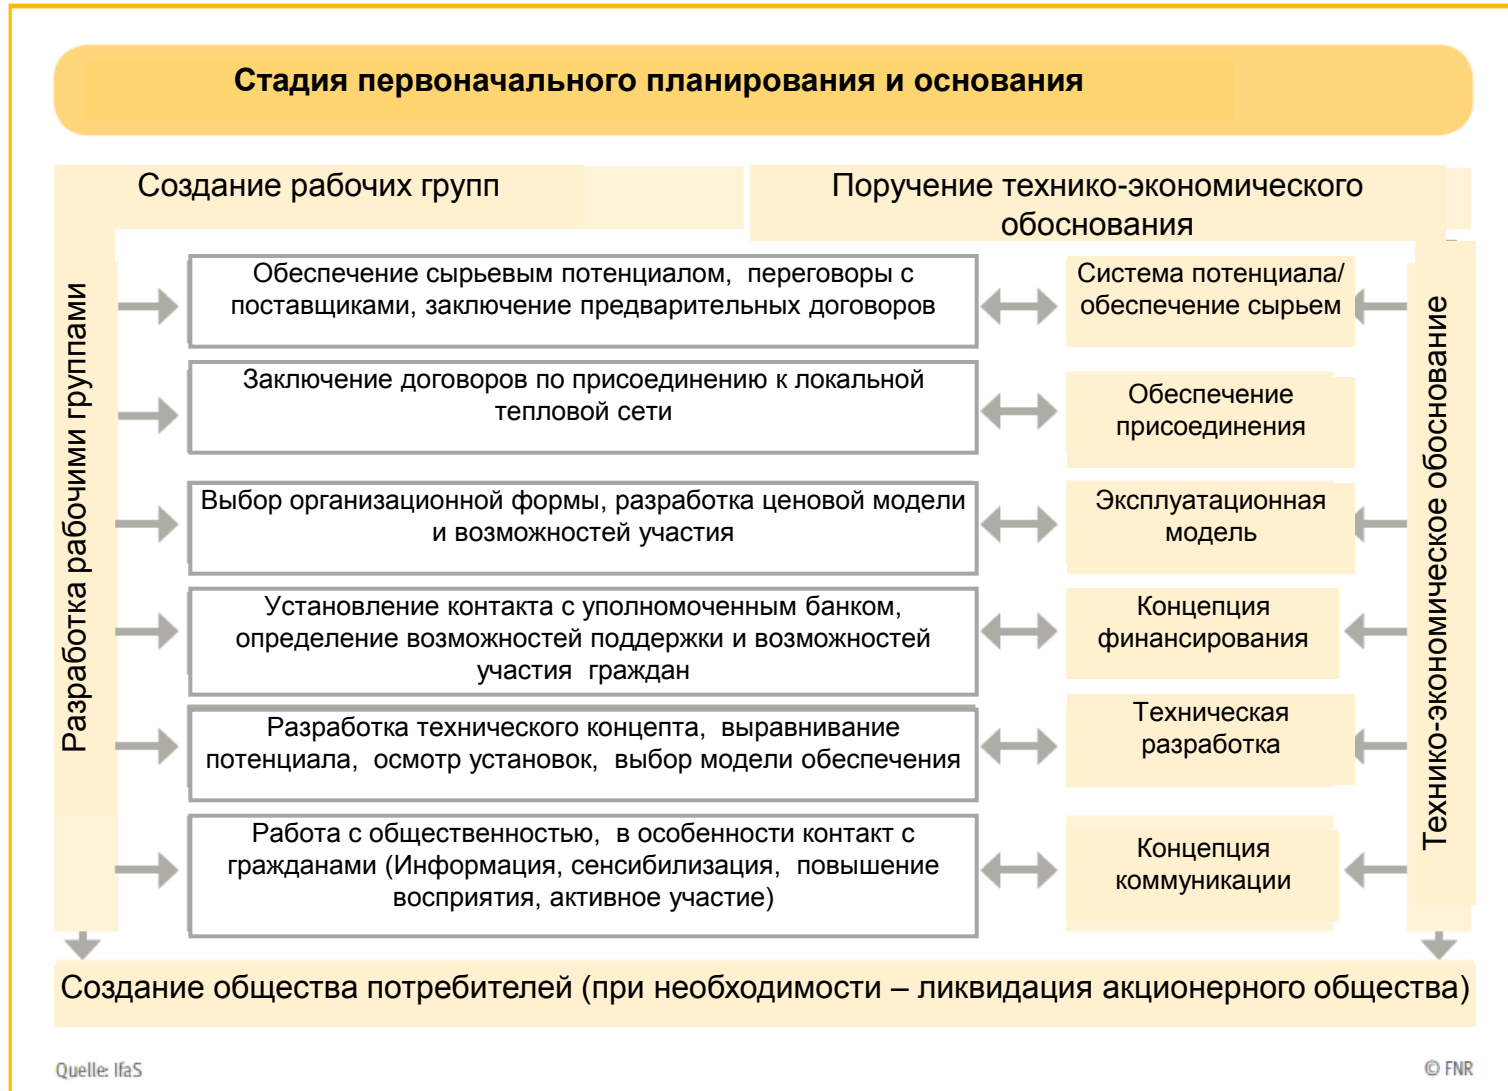 Стадия первоначального планирования и основания
Создание рабочих групп
Поручение технико-экономического
обоснования
Разработка рабочими группами
Обеспечение сырьевым потенциалом, переговоры с
поставщиками, заключение предварительных договоров
Система потенциала/
обеспечение сырьем
Заключение договоров по присоединению к локальной
тепловой сети
Обеспечение
присоединения
Выбор организационной формы, разработка ценовой модели
и возможностей участия
Эксплуатационная
модель
Установление контакта с уполномоченным банком,
определение возможностей поддержки и возможностей
участия граждан
Концепция
финансирования
Разработка технического концепта, выравнивание
потенциала, осмотр установок, выбор модели обеспечения
Техническая
разработка
Работа с общественностью, в особенности контакт с
гражданами (Информация, сенсибилизация, повышение
восприятия, активное участие)
Концепция
коммуникации
Технико-экономическое обоснование
Создание общества потребителей (при необходимости – ликвидация акционерного общества)
Quelle: IfaS
© FNR